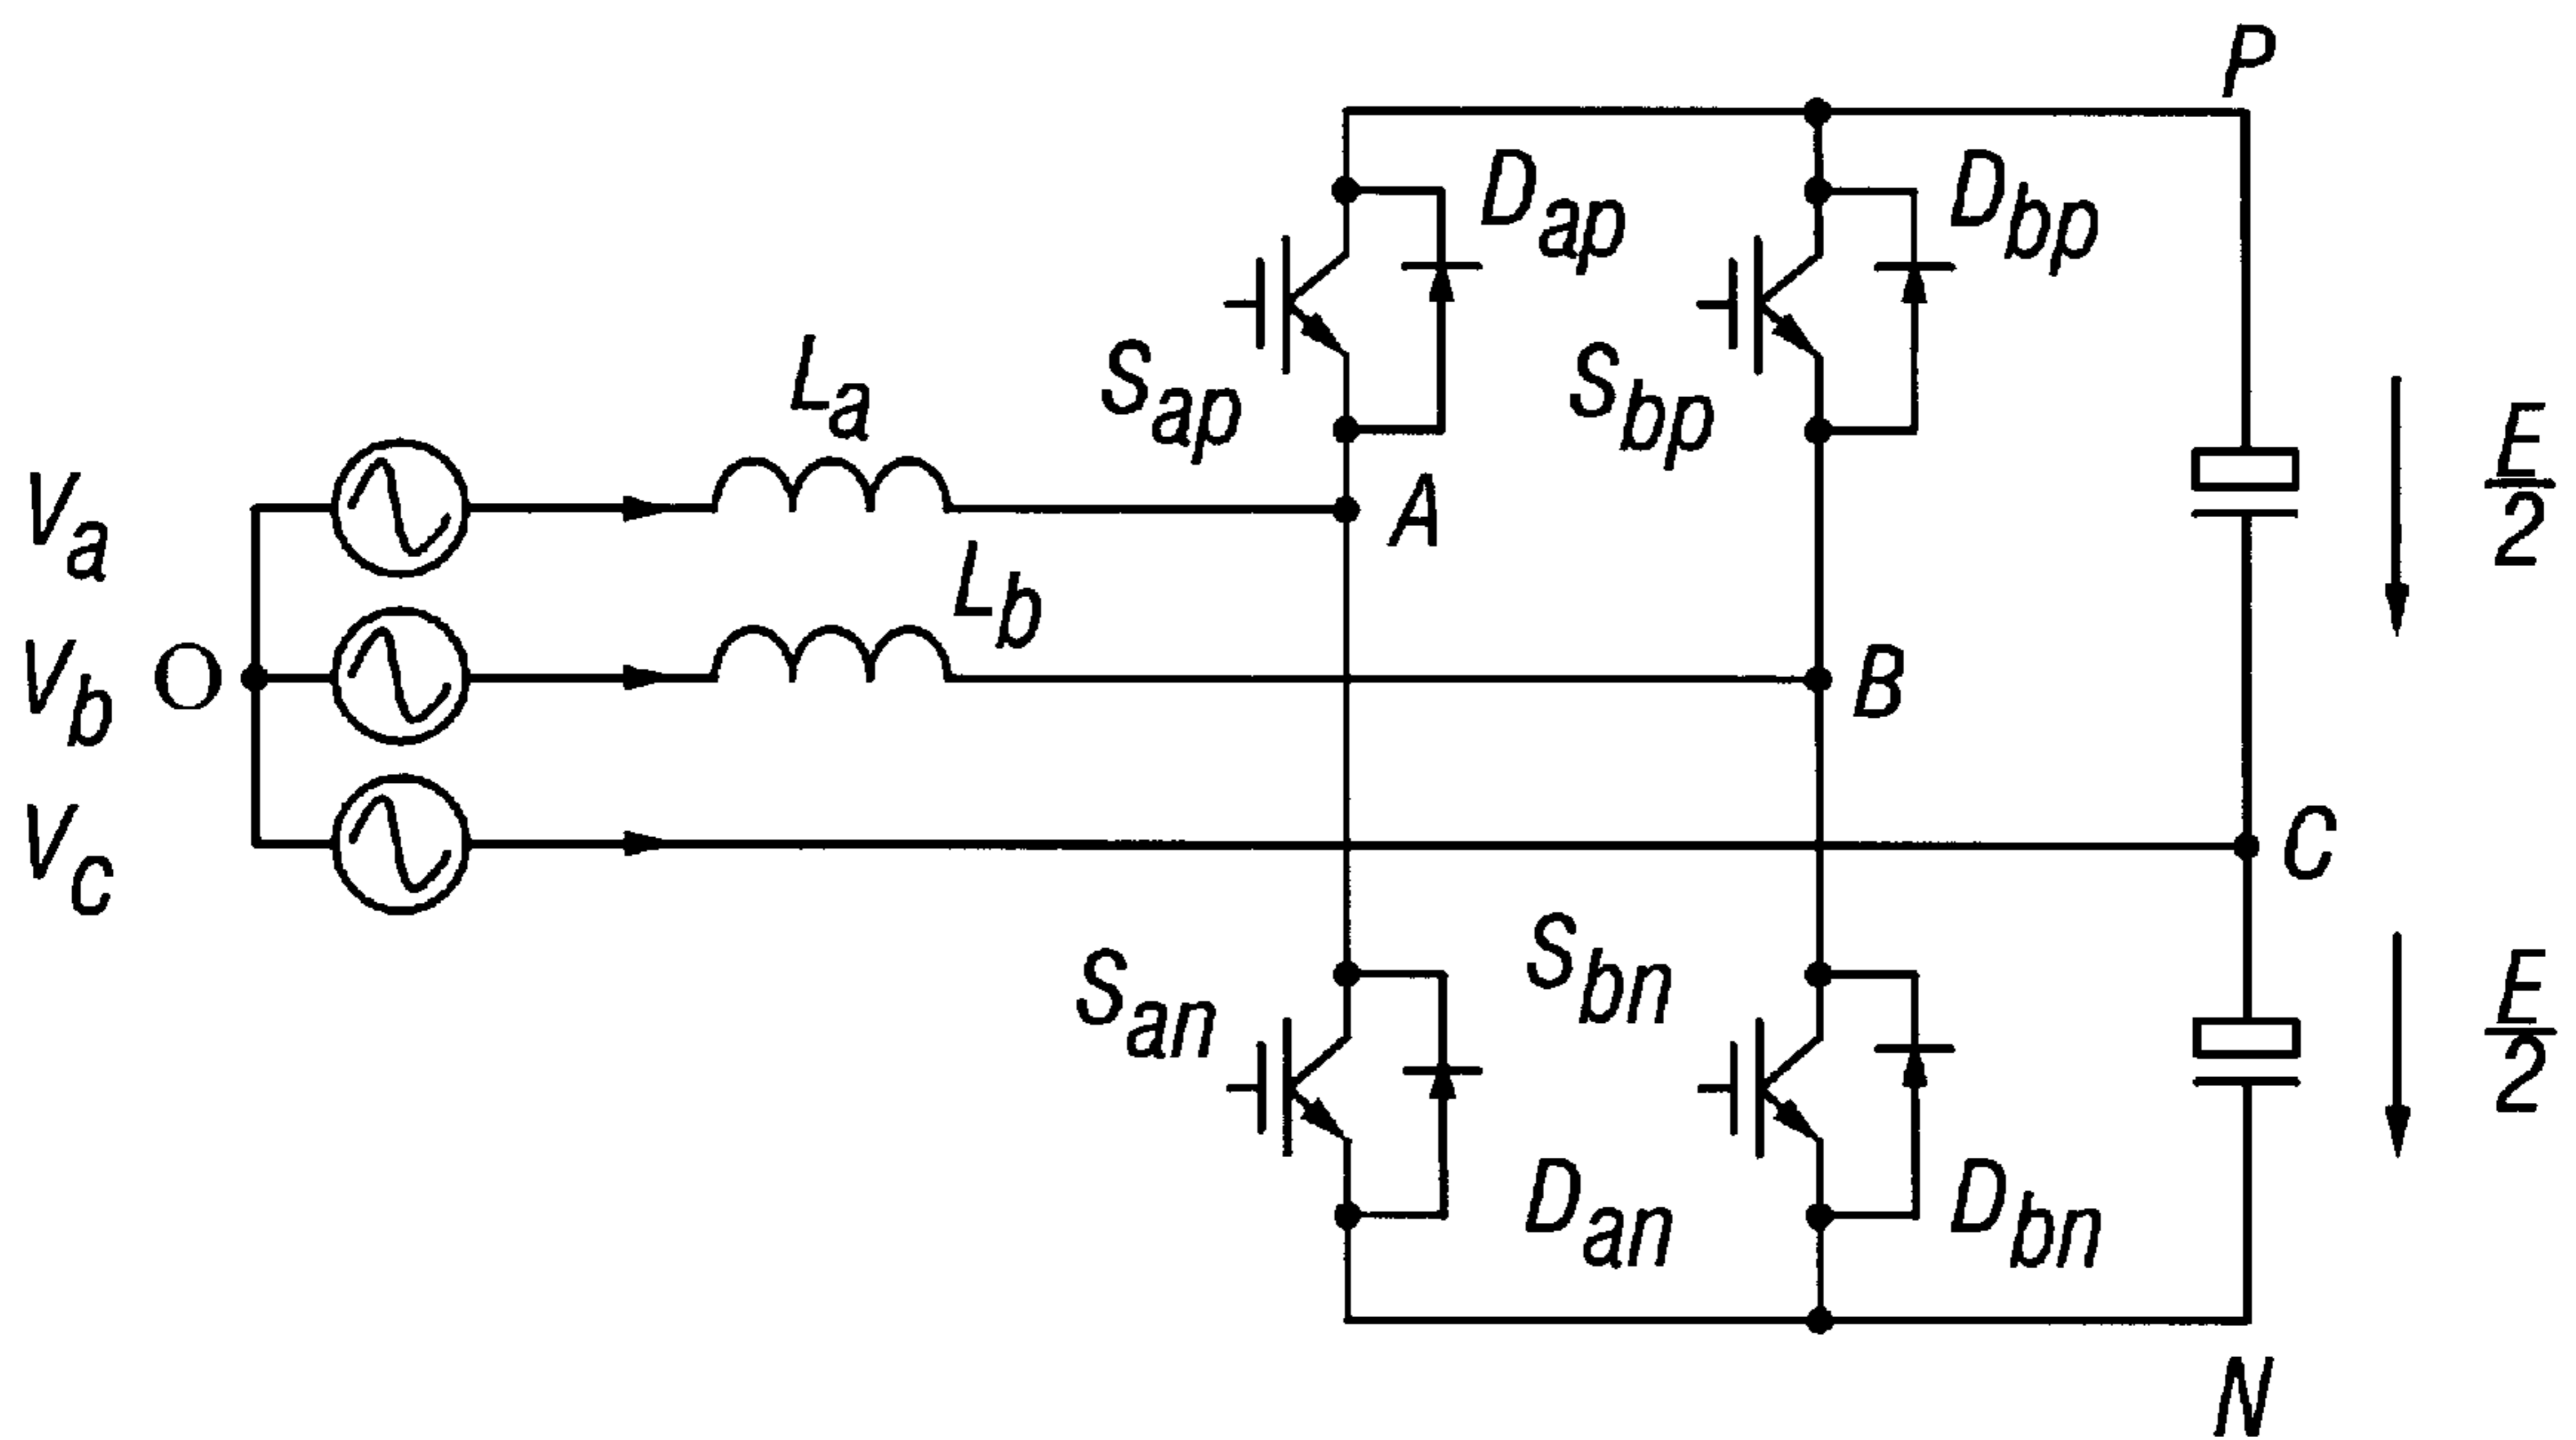 P
D_ap
D_bp
S_ap
S_bp
L_a
E/2
V_a
A
L_b
V_b
O
B
V_c
C
S_an
S_bn
E/2
D_an
D_bn
N